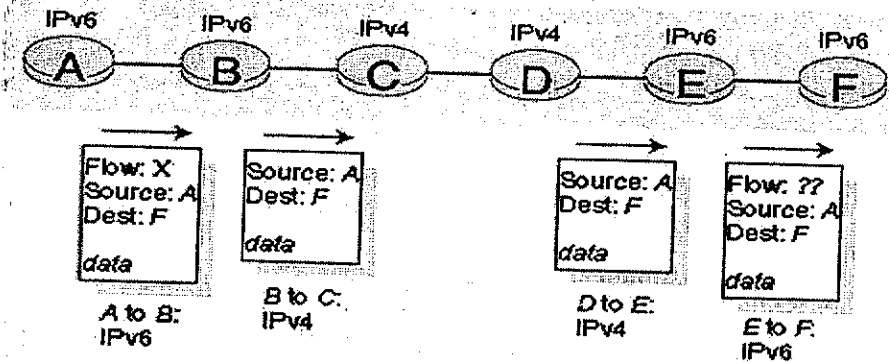 IPv6 IPv6 IPv4 IPv4 IPv6 IPv6
A B C D E F
Flow: X
Source: A
Dest: F
data
A to B:
IPv6
Source: A
Dest: F
data
B to C:
IPv4
Source: A
Dest: F
data
D to E:
IPv4
Flow: ??
Source: A
Dest: F
data
E to F:
IPv6